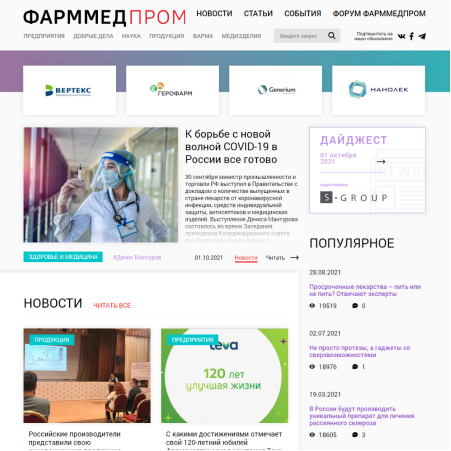 ФАРММЕДПРОМ
НОВОСТИ СТАТЬИ СОБЫТИЯ ФОРУМ ФАРММЕДПРОМ
ПРЕДПРИЯТИЯ ДОБРЫЕ ДЕЛА НАУКА ПРОДУКЦИЯ ФАРМА МЕДИЗДЕЛИЯ
Введите запрос
Подпишитесь на
наши обновления
ВЕРТЕКС
ГЕРОФАРМ
Generium
НАНОЛЕК
К борьбе с новой
волной COVID-19 в
России все готово
30 сентября министр промышленности и
торговли РФ выступил в Правительстве с
докладом о количестве выпущенных в
стране лекарств от коронавирусной
инфекции, средств индивидуальной
защиты, антисептиков и медицинских
изделий. Выступление Дениса Мантурова
состоялось во время Заседания
президиума Координационного совета
при Правительстве по борьбе с
ЗДОРОВЬЕ И МЕДИЦИНА #Денис Мантуров 01.10.2021 Новости Читать
ДАЙДЖЕСТ
01 октября
2021
NEWS
S GROUP
ПОПУЛЯРНОЕ
28.08.2021
Просроченные лекарства – пить или
не пить? Отвечают эксперты
19519 0
02.07.2021
Не просто протезы, а гаджеты со
сверхвозможностями
18976 1
19.03.2021
В России будут производить
уникальный препарат для лечения
рассеянного склероза
18605 3
НОВОСТИ ЧИТАТЬ ВСЕ
ПРОДУКЦИЯ
Российские производители
представили свою
ПРЕДПРИЯТИЯ
teva
120 лет
улучшая жизни
С какими достижениями отмечает
свой 120-летний юбилей